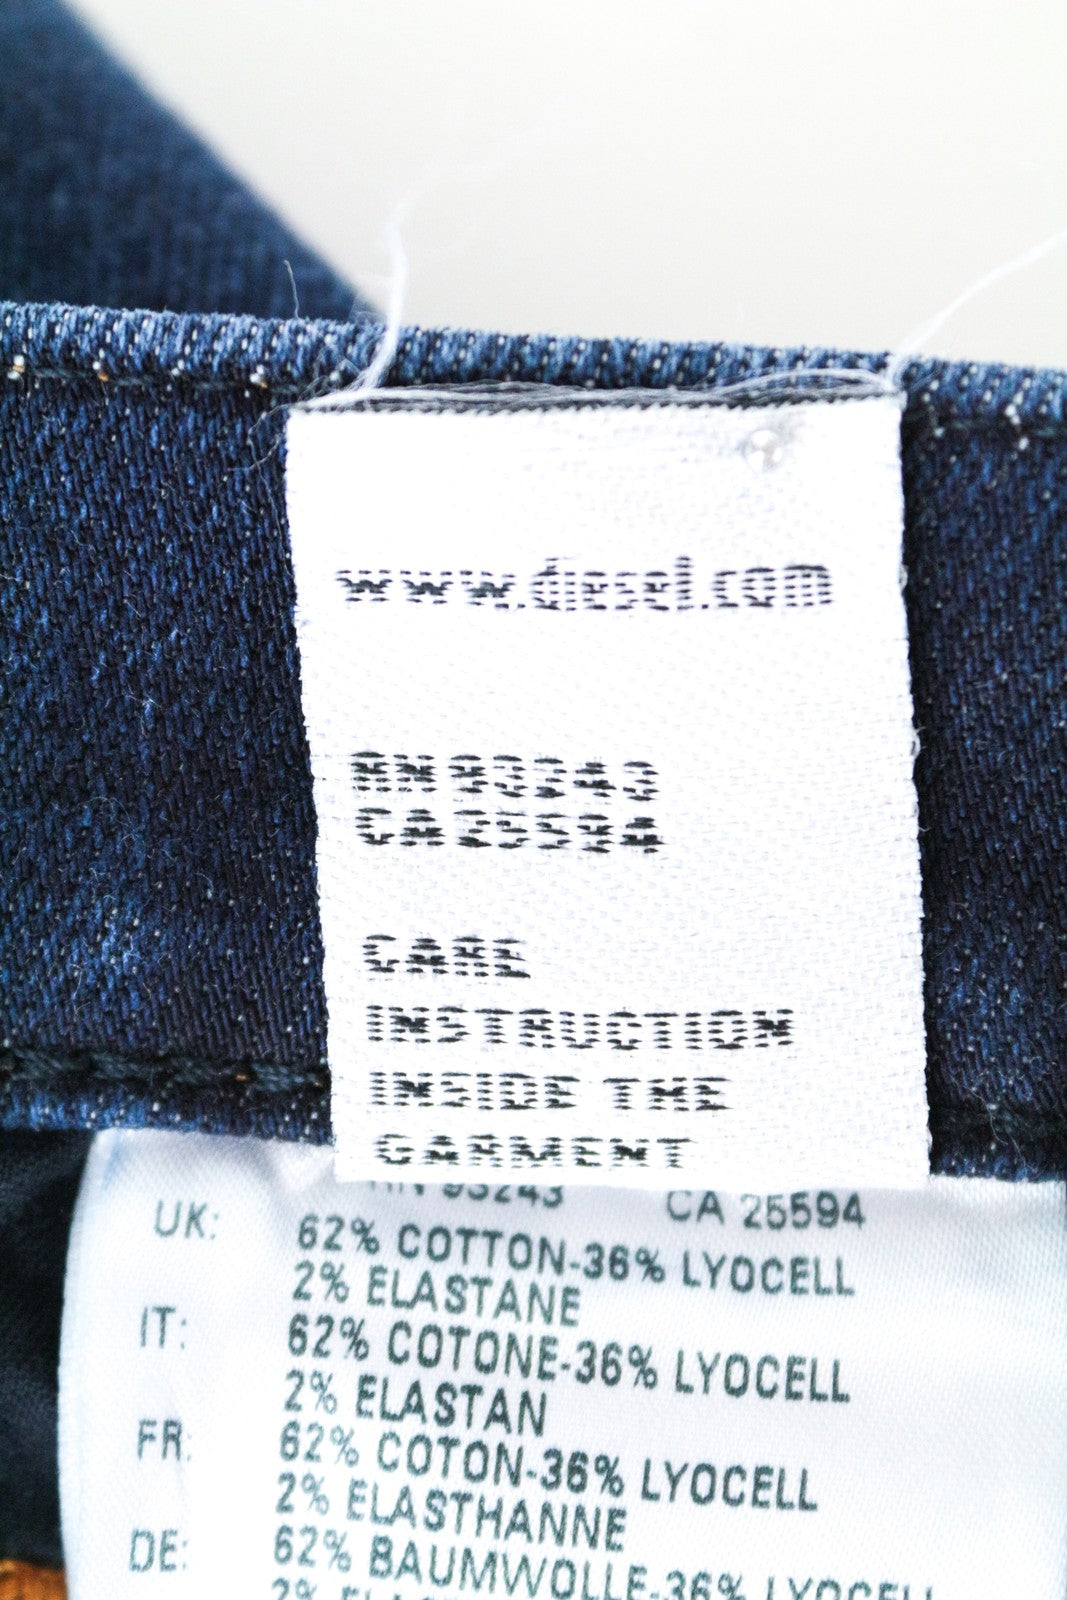 www.diesel.com
RN93243
CA25594
CARE
INSTRUCTION
INSIDE THE
GARMENT
RN 93243 CA 25594
UK: 62% COTTON-36% LYOCELL
2% ELASTANE
IT: 62% COTONE-36% LYOCELL
2% ELASTAN
FR: 62% COTON-36% LYOCELL
2% ELASTHANNE
DE: 62% BAUMWOLLE-36% LYOCELL
2%